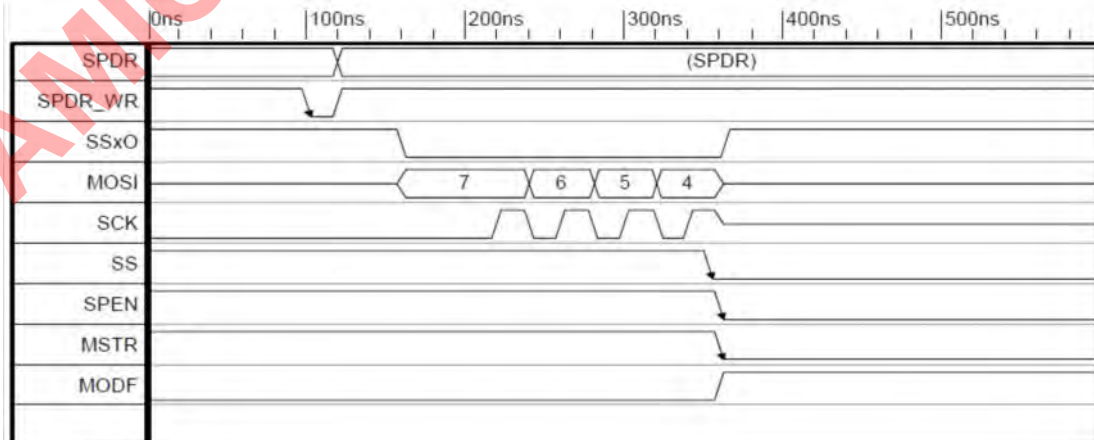 0ns 100ns 200ns 300ns 400ns 500ns
SPDR (SPDR)
SPDR_WR
SSxO
MOSI 7 6 5 4
SCK
SS
SPEN
MSTR
MODF
AMIC